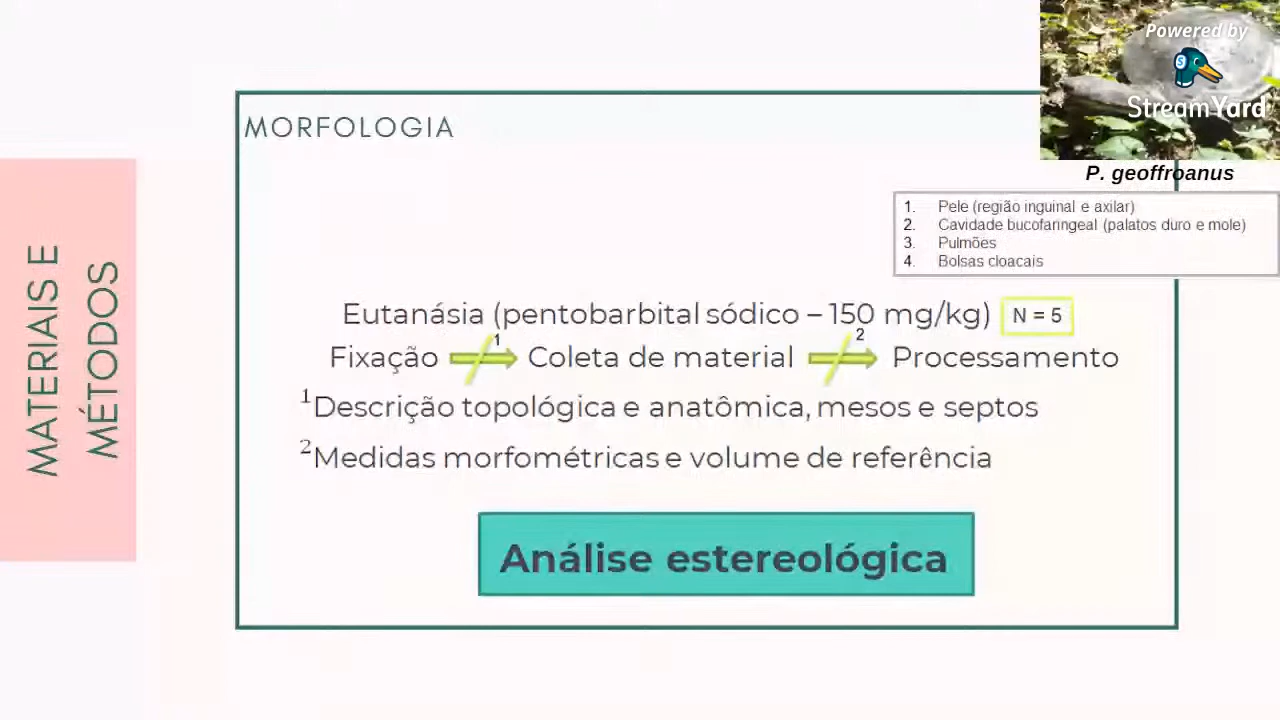 Powered by
StreamYard
MORFOLOGIA
P. geoffroanus
MATERIAIS E
MÉTODOS
1. Pele (região inguinal e axilar)
2. Cavidade bucofaringeal (palatos duro e mole)
3. Pulmões
4. Bolsas cloacais
Eutanásia (pentobarbital sódico – 150 mg/kg) N = 5
Fixação 1 Coleta de material 2 Processamento
¹Descrição topológica e anatômica, mesos e septos
²Medidas morfométricas e volume de referência
Análise estereológica